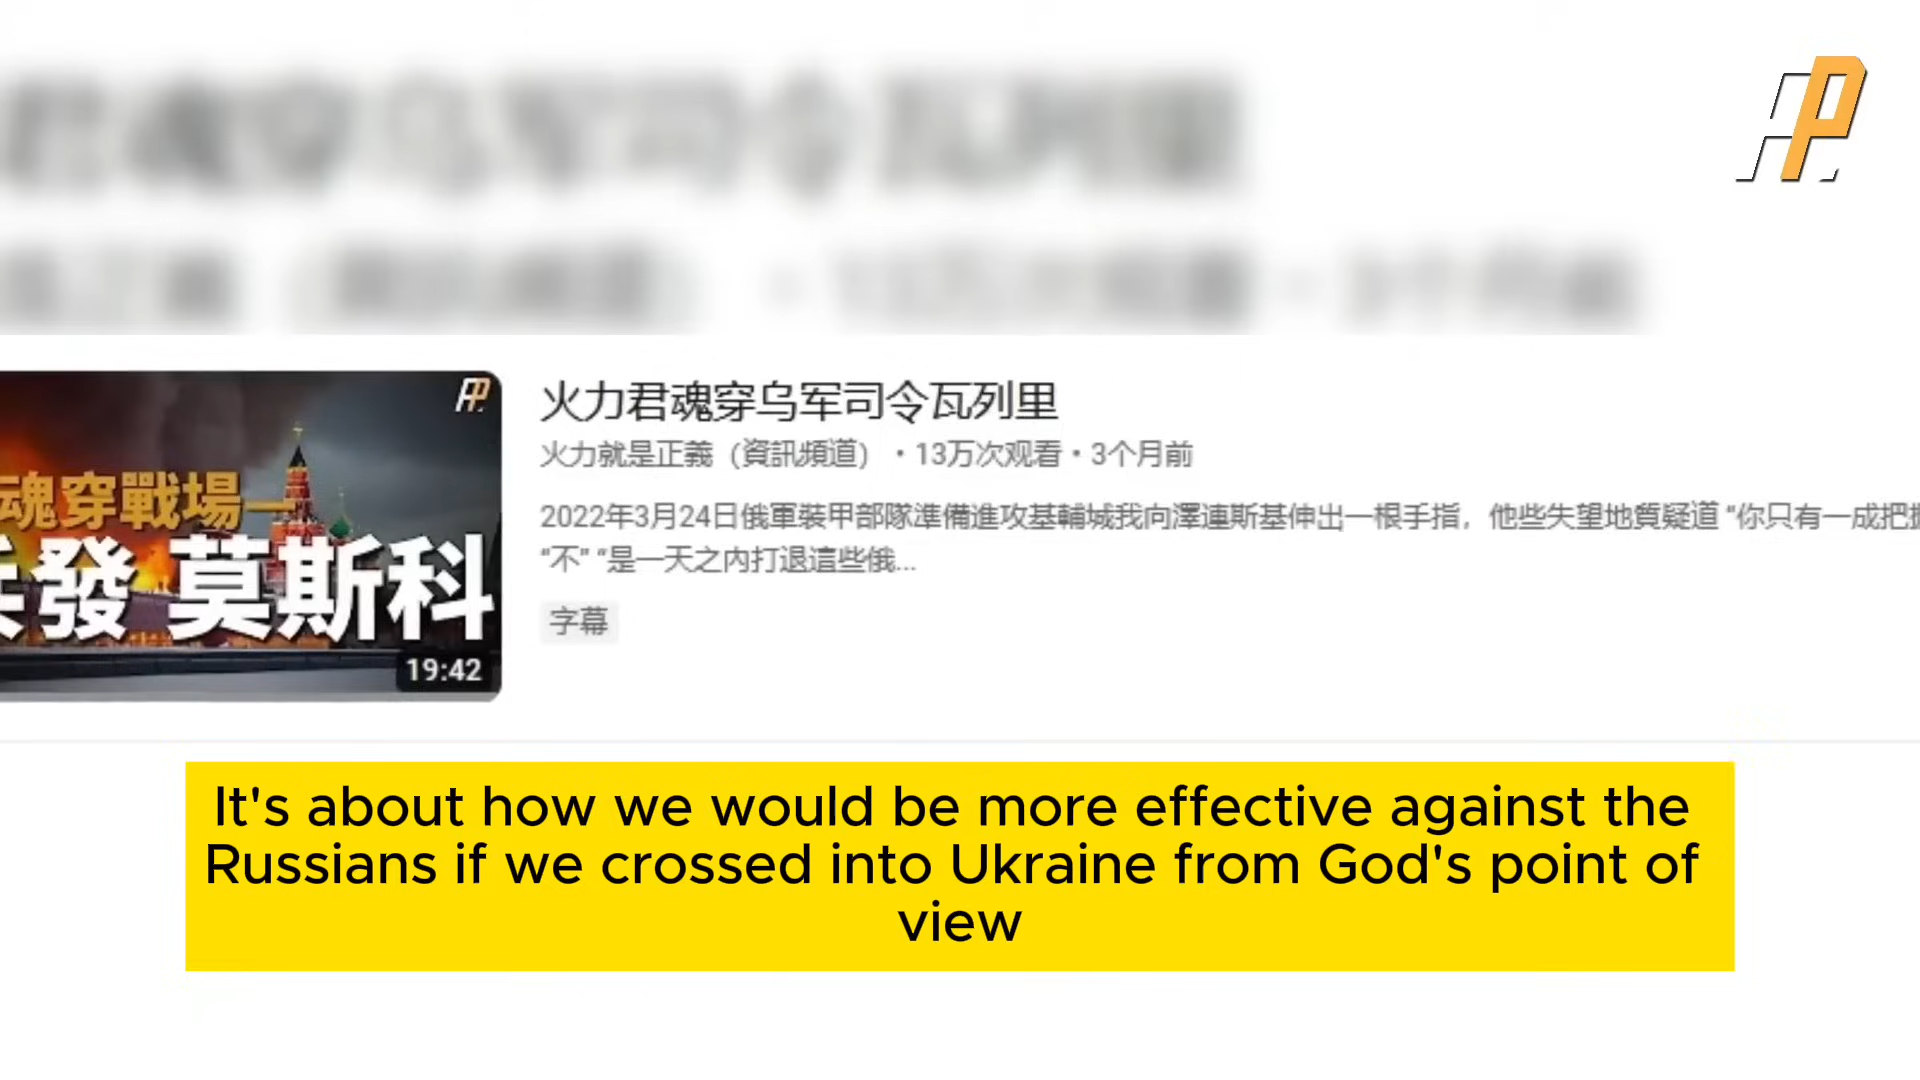 火力君魂穿乌军司令瓦列里
火力就是正義（資訊頻道）・13万次观看・3个月前
2022年3月24日俄軍裝甲部隊準備進攻基輔城我向澤連斯基伸出一根手指，他些失望地質疑道 “你只有一成把
“不” “是一天之内打退這些俄...
字幕
魂穿戰場一
兵發 莫斯科
19:42
It's about how we would be more effective against the
Russians if we crossed into Ukraine from God's point of
view